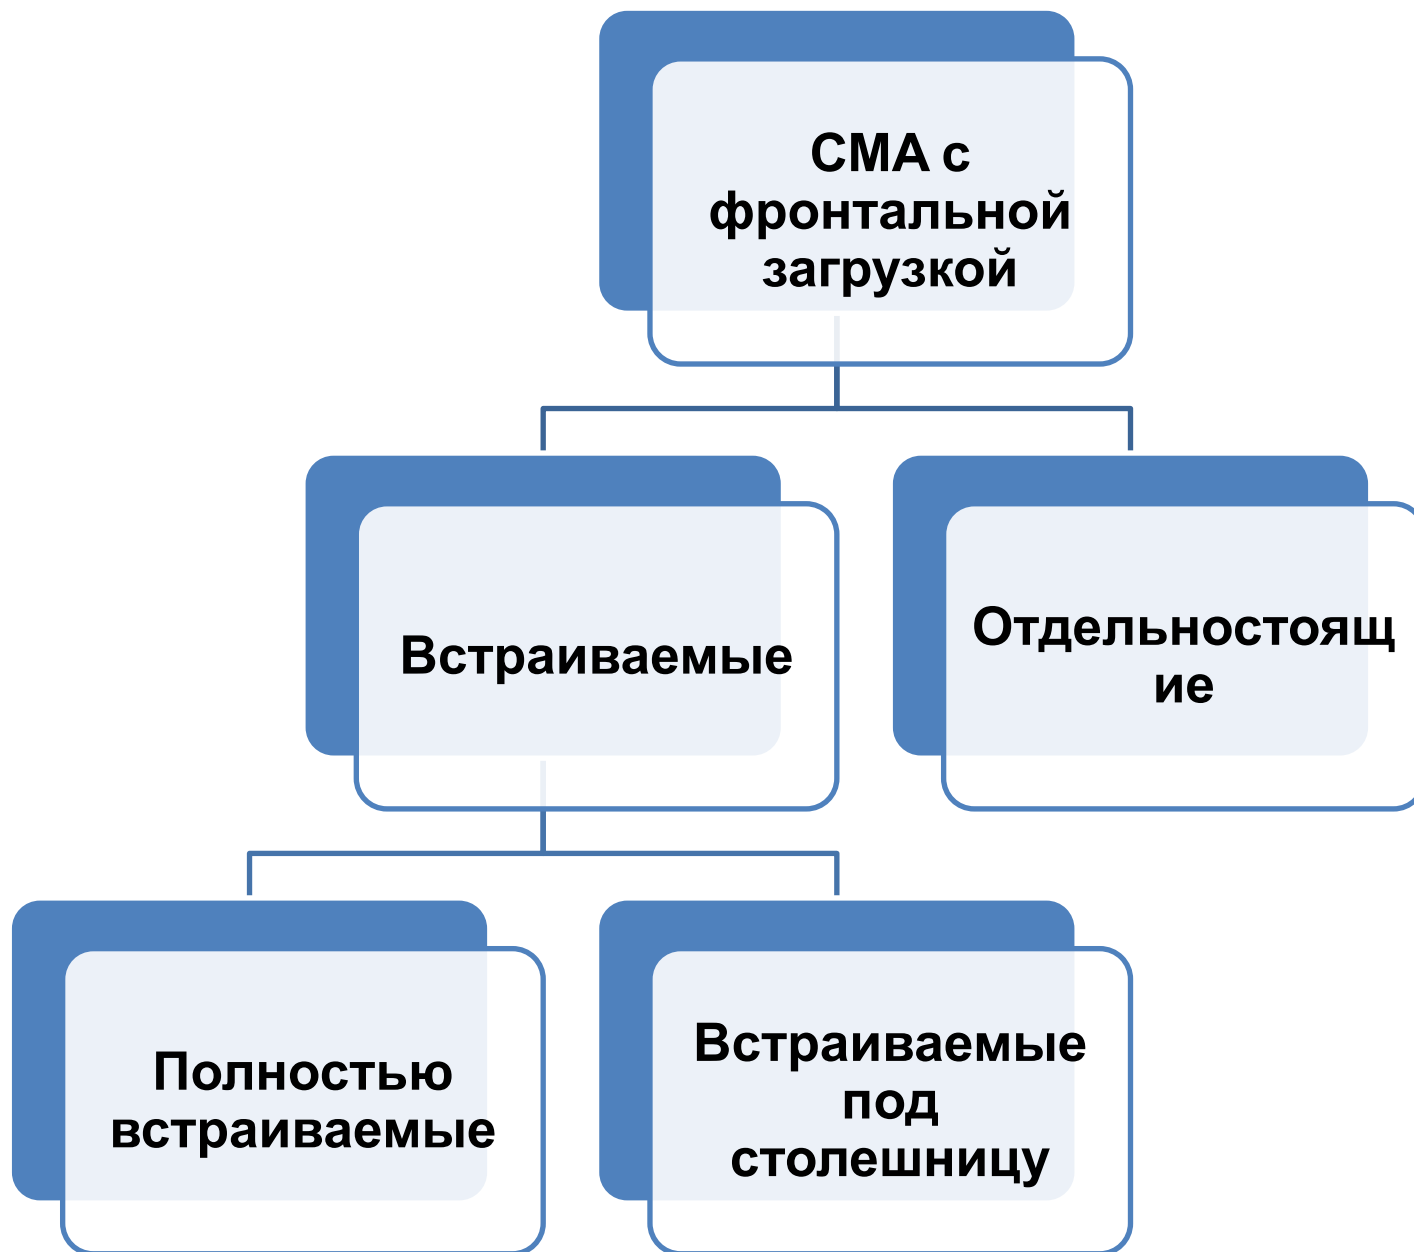 СМА с
фронтальной
загрузкой
Встраиваемые
Отдельностоящ
ие
Полностью
встраиваемые
Встраиваемые
под
столешницу